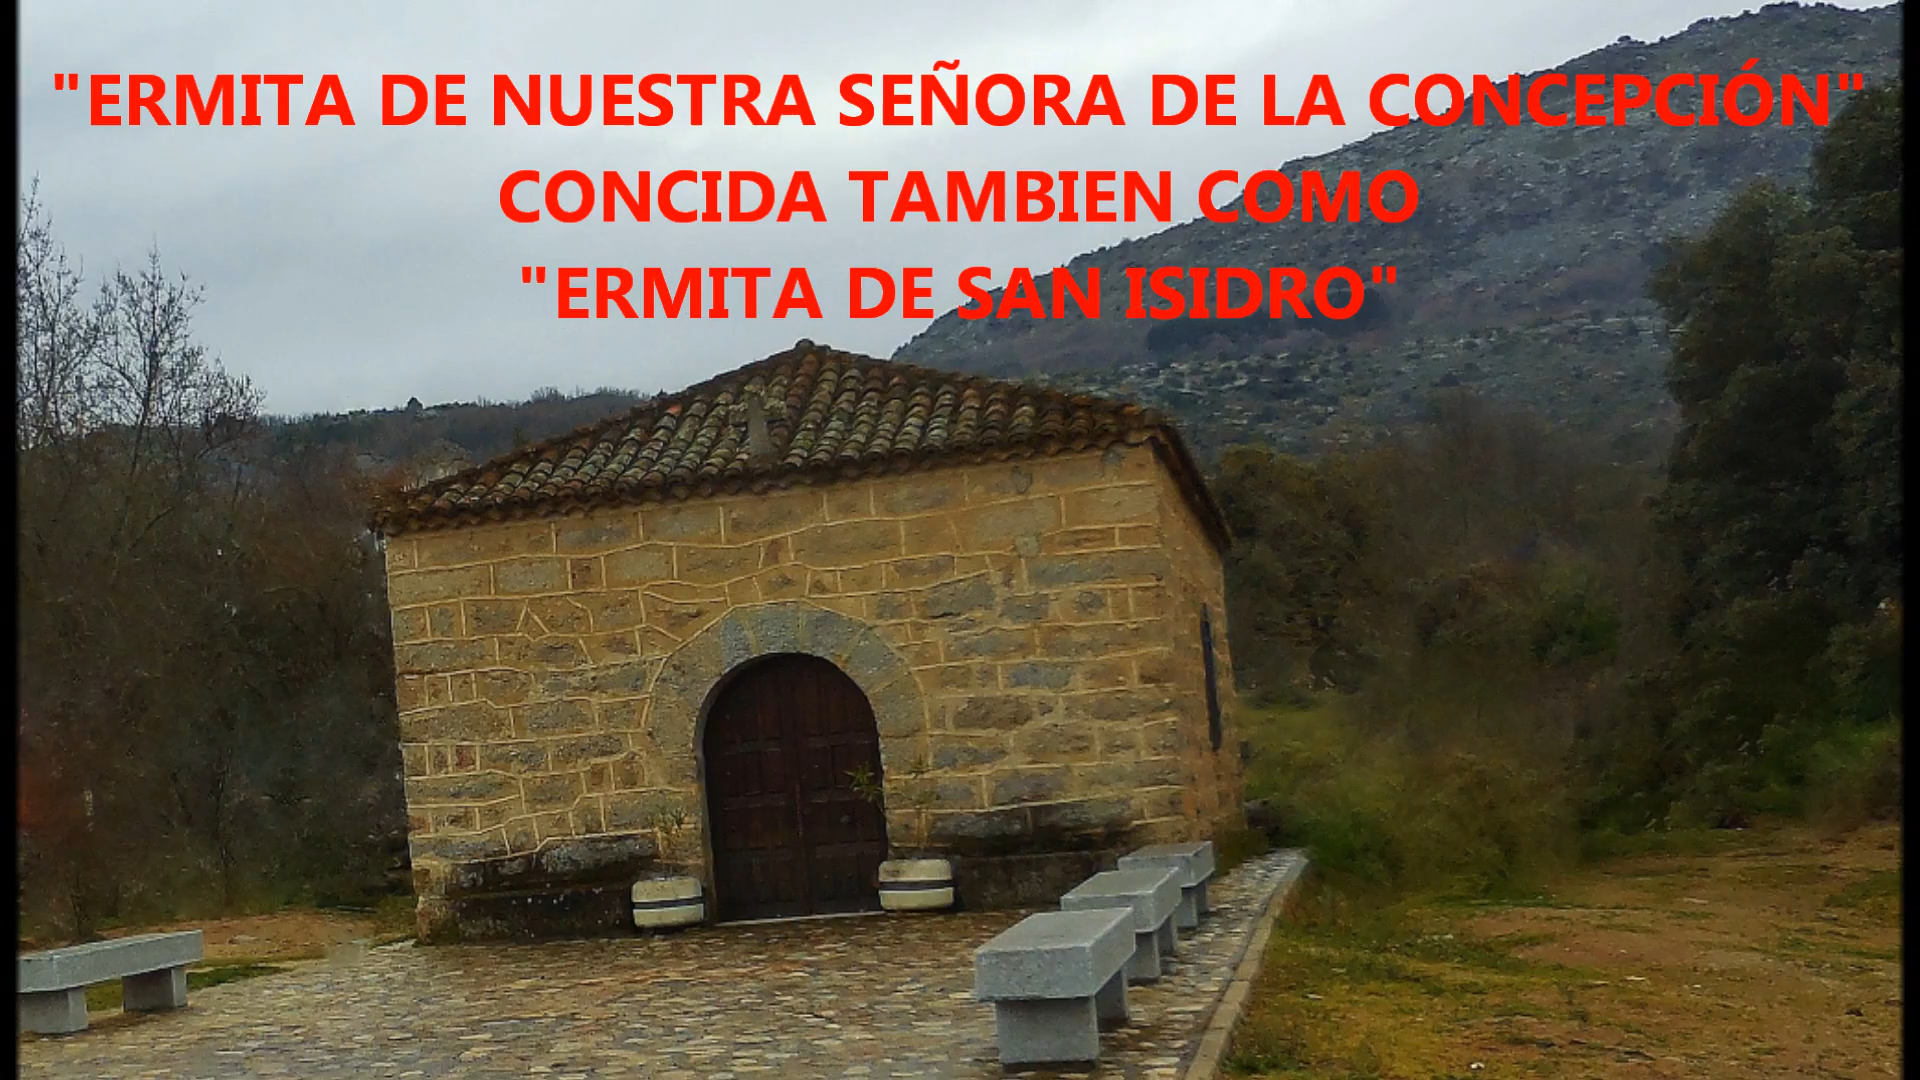 "ERMITA DE NUESTRA SEÑORA DE LA CONCEPCIÓN"
CONCIDA TAMBIEN COMO
"ERMITA DE SAN ISIDRO"